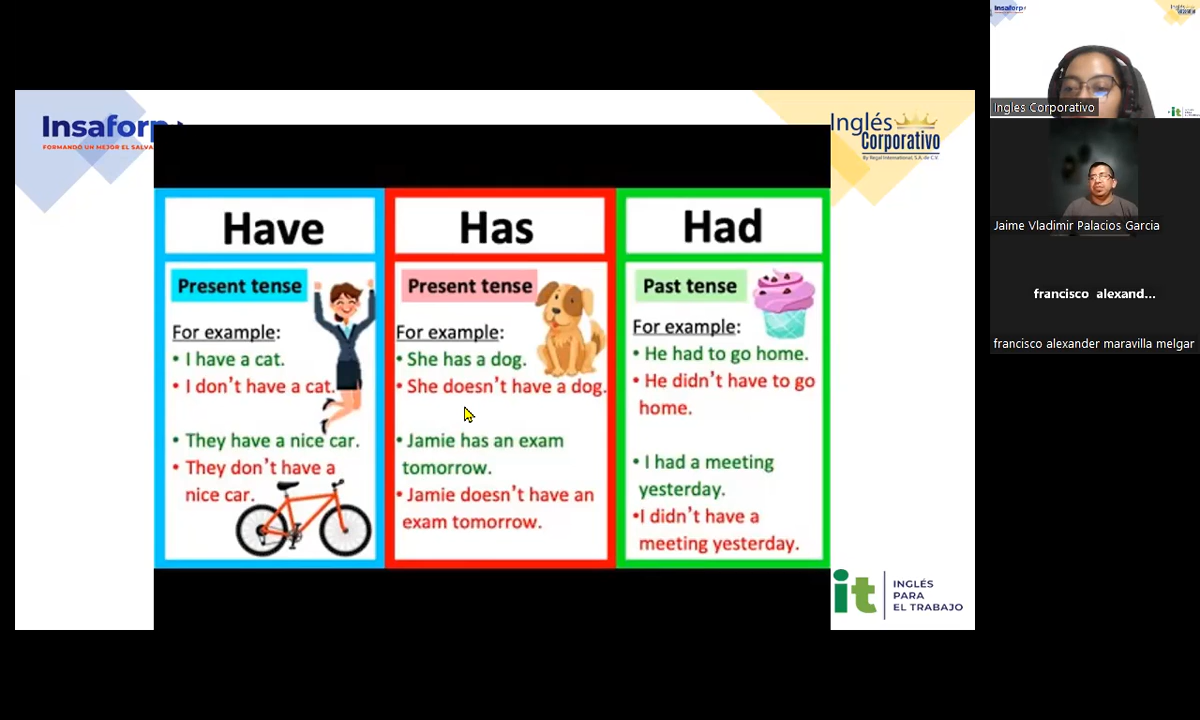 Insaforp
FORMANDO UN MEJOR EL SALVA
Inglés
Corporativo
By Regal International, S.A. de C.V.
Have
Present tense
For example:
• I have a cat.
• I don't have a cat.
• They have a nice car.
• They don't have a
nice car.
Has
Present tense
For example:
• She has a dog.
• She doesn't have a dog.
• Jamie has an exam
tomorrow.
• Jamie doesn't have an
exam tomorrow.
Had
Past tense
For example:
• He had to go home.
• He didn't have to go
home.
• I had a meeting
yesterday.
•I didn't have a
meeting yesterday.
it
INGLÉS
PARA
EL TRABAJO
Insaforp
Ingles Corporativo
it
Jaime Vladimir Palacios Garcia
francisco alexand...
francisco alexander maravilla melgar